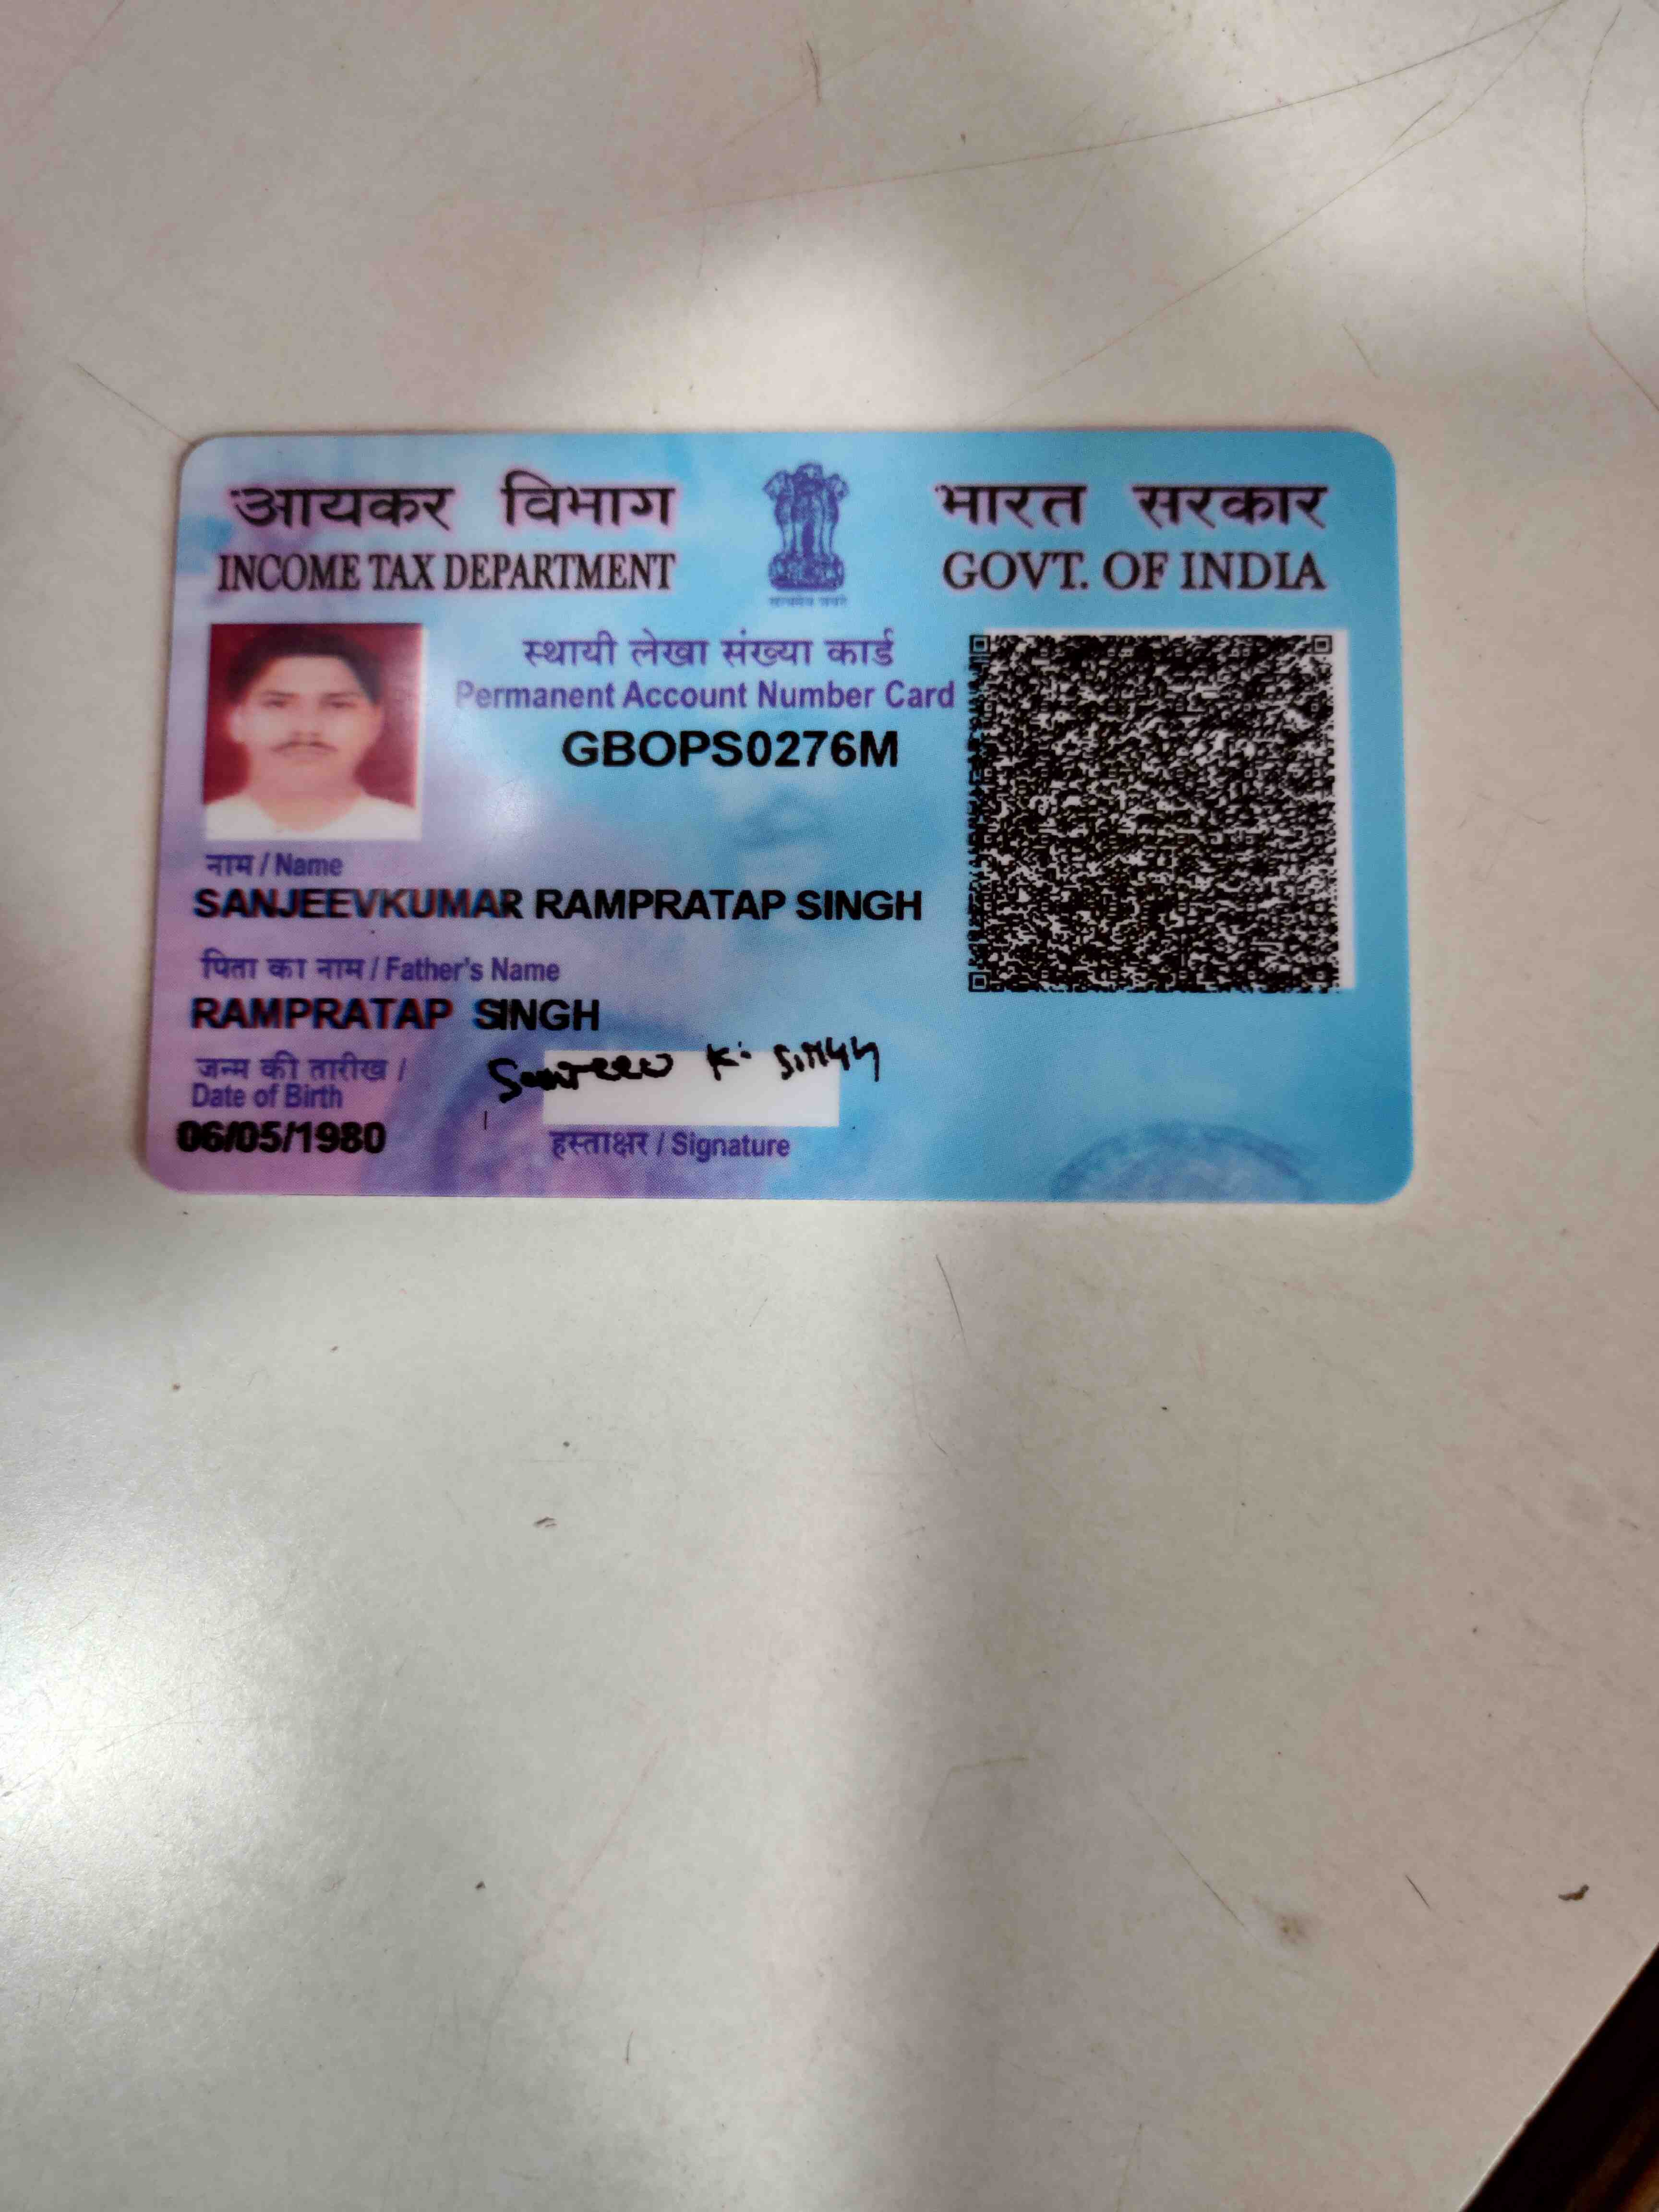 आयकर विभाग
INCOME TAX DEPARTMENT
सत्यमेव जयते
भारत सरकार
GOVT. OF INDIA
स्थायी लेखा संख्या कार्ड
Permanent Account Number Card
GBOPS0276M
नाम / Name
SANJEEVKUMAR RAMPRATAP SINGH
पिता का नाम / Father's Name
RAMPRATAP SINGH
जन्म की तारीख /
Date of Birth
06/05/1980
Sanjeev K. Singh
हस्ताक्षर / Signature